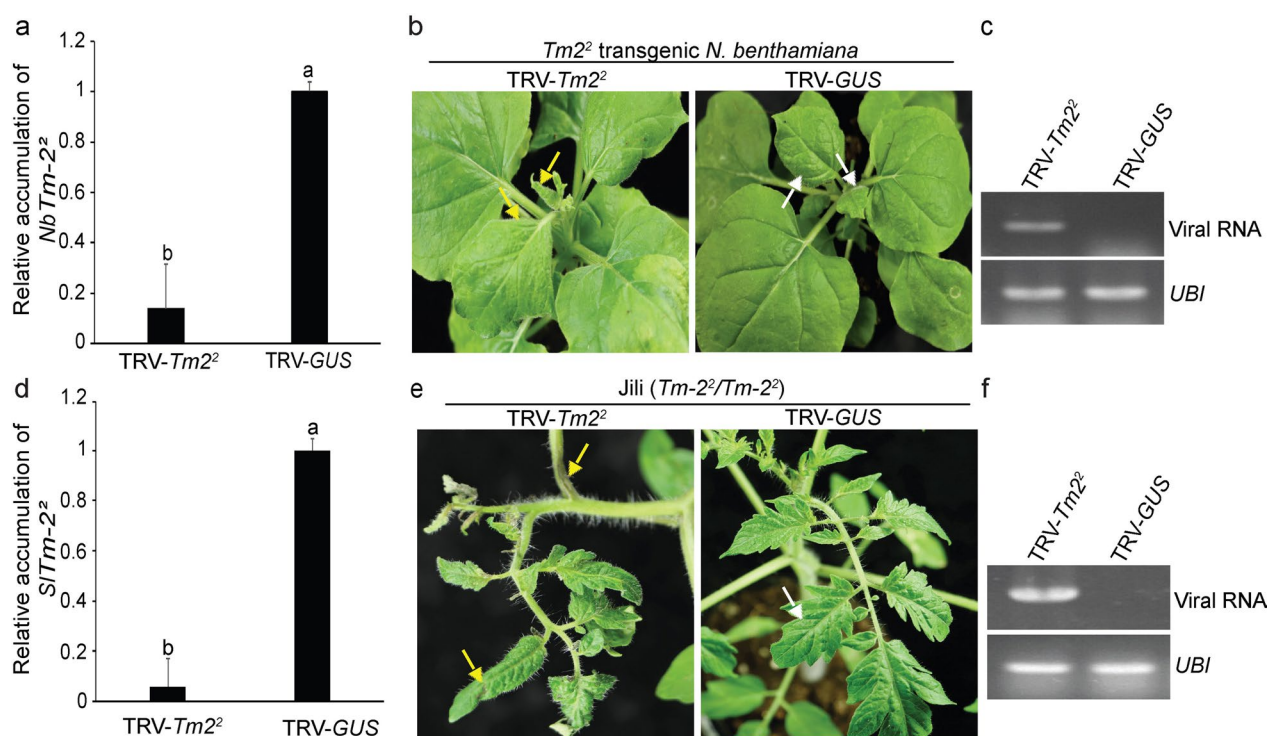 a
Relative accumulation of
NbTm-2²
1.2
1
0.8
0.6
0.4
0.2
0
b
a
TRV-Tm2²
TRV-GUS
b
Tm2² transgenic N. benthamiana
TRV-Tm2²
TRV-GUS
c
TRV-Tm2²
TRV-GUS
Viral RNA
UBI
d
Relative accumulation of
SlTm-2²
1.2
1
0.8
0.6
0.4
0.2
0
b
a
TRV-Tm2²
TRV-GUS
e
Jili (Tm-2²/Tm-2²)
TRV-Tm2²
TRV-GUS
f
TRV-Tm2²
TRV-GUS
Viral RNA
UBI